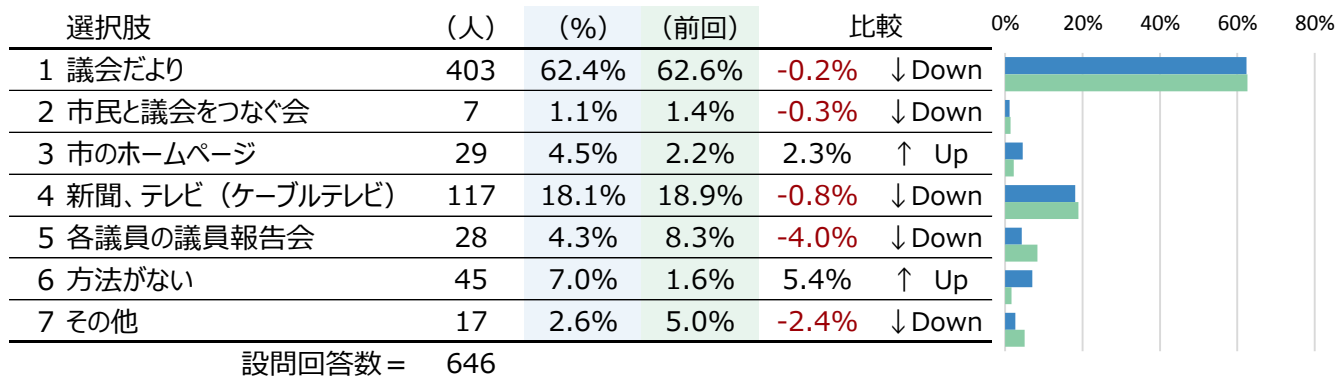 選択肢 （人） （%） （前回） 比較 0% 20% 40% 60% 80%
1 議会だより 403 62.4% 62.6% -0.2% ↓Down
2 市民と議会をつなぐ会 7 1.1% 1.4% -0.3% ↓Down
3 市のホームページ 29 4.5% 2.2% 2.3% ↑ Up
4 新聞、テレビ（ケーブルテレビ） 117 18.1% 18.9% -0.8% ↓Down
5 各議員の議員報告会 28 4.3% 8.3% -4.0% ↓Down
6 方法がない 45 7.0% 1.6% 5.4% ↑ Up
7 その他 17 2.6% 5.0% -2.4% ↓Down
設問回答数＝ 646